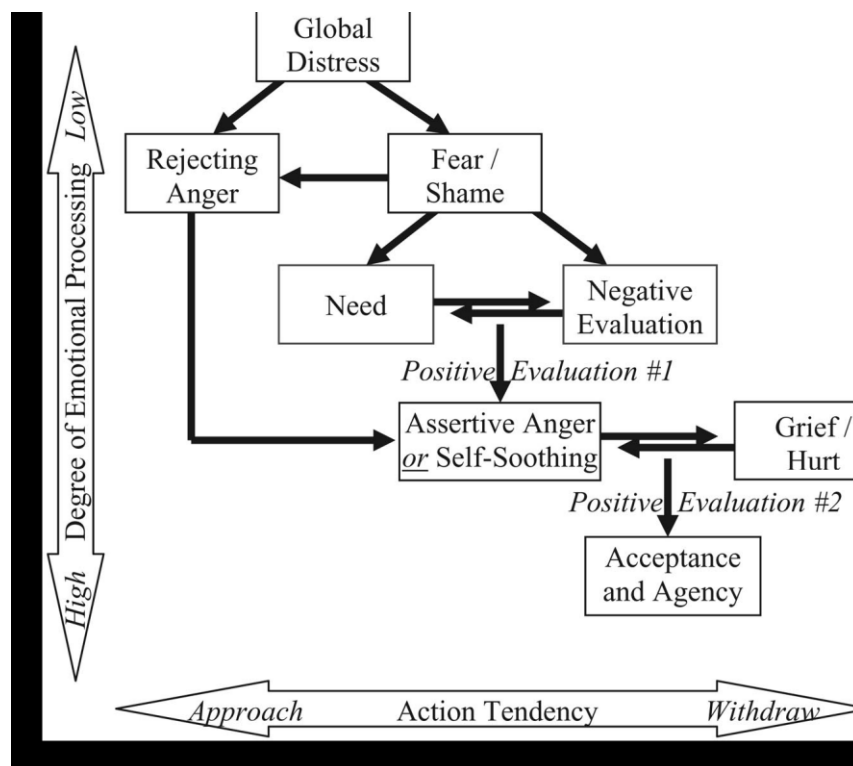 Global
Distress
Rejecting
Anger
Fear /
Shame
Need
Negative
Evaluation
Positive Evaluation #1
Assertive Anger
or Self-Soothing
Grief /
Hurt
Positive Evaluation #2
Acceptance
and Agency
Low
Degree of Emotional Processing
High
Approach Action Tendency Withdraw